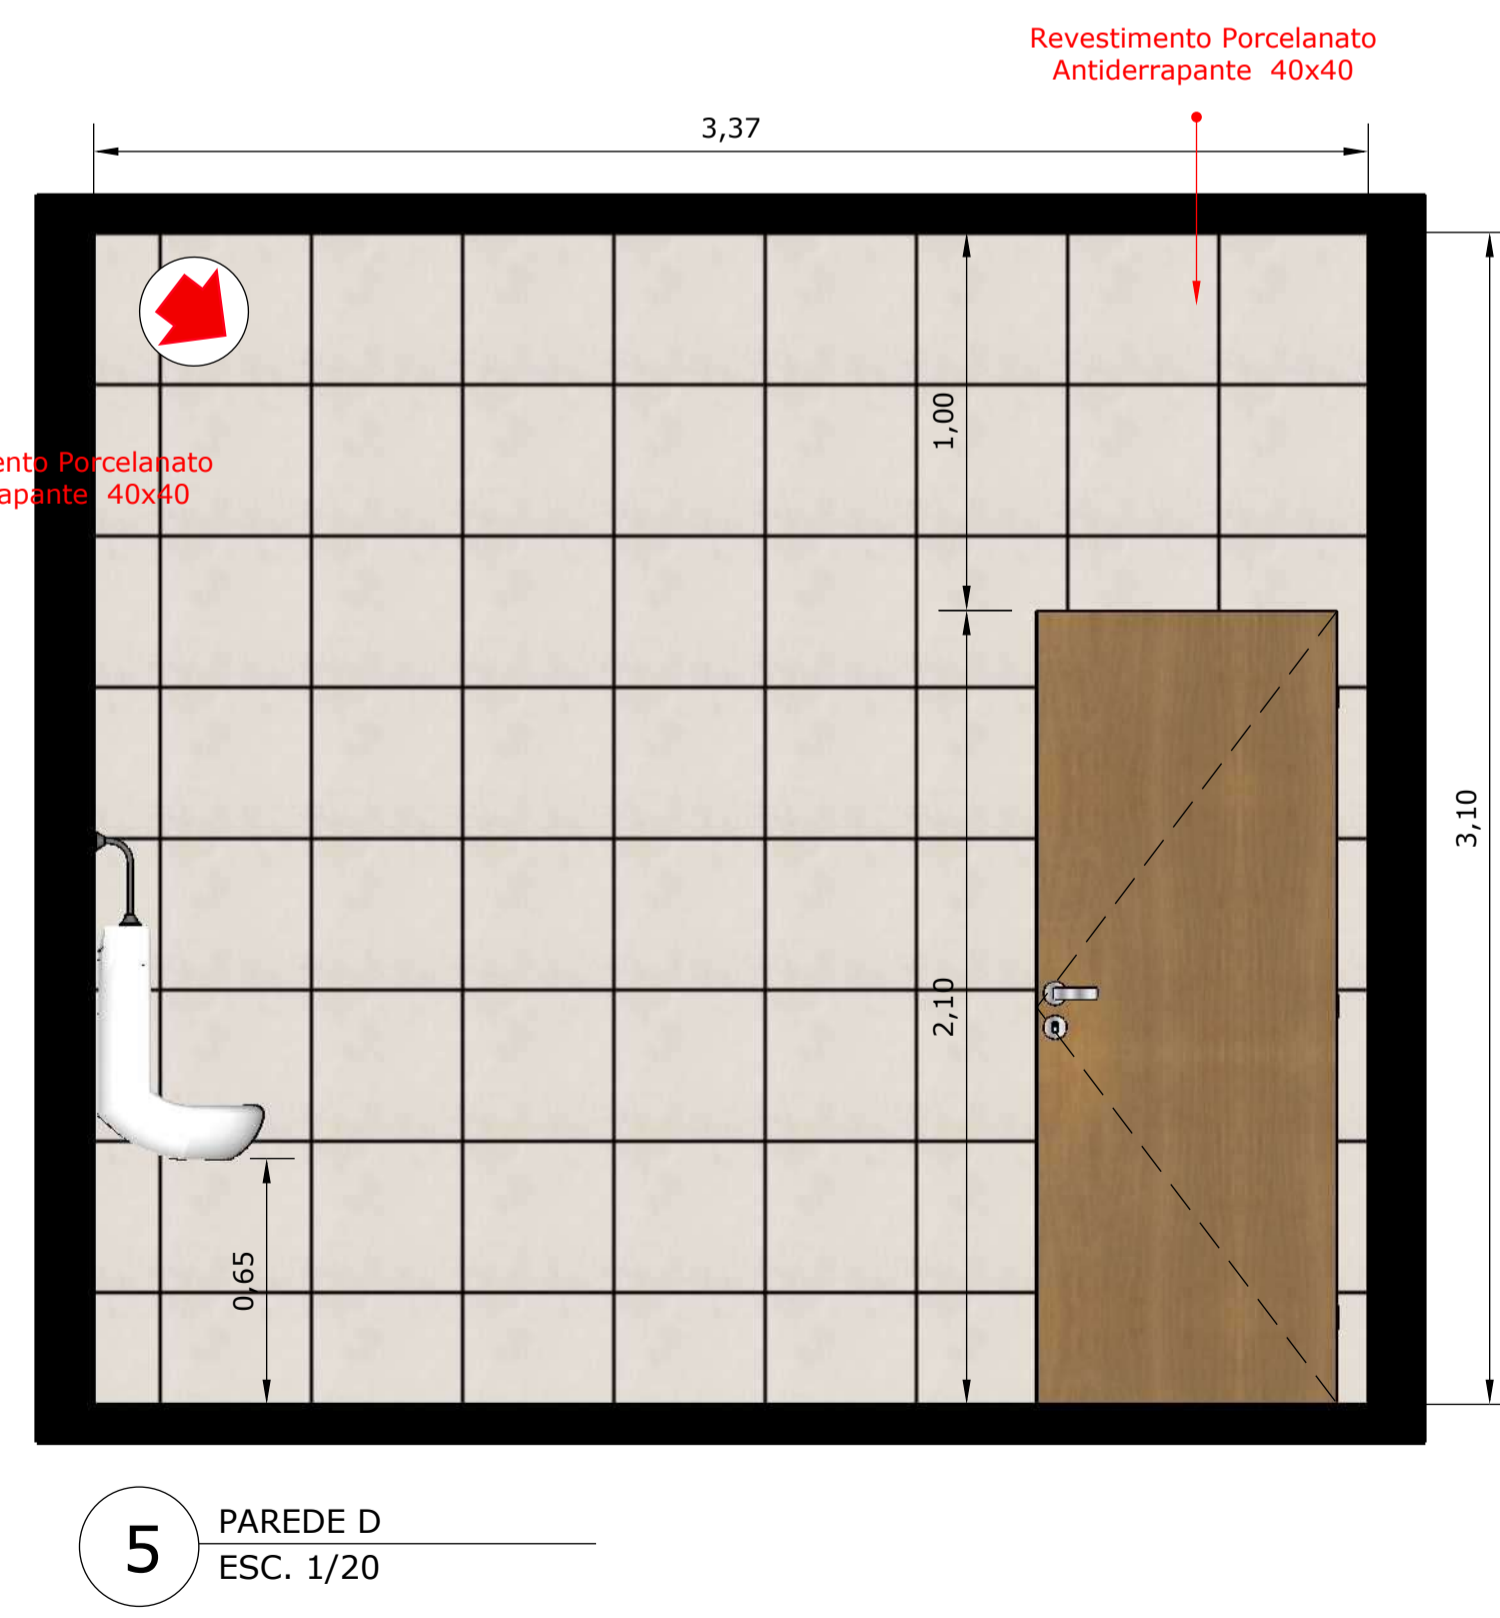 Revestimento Porcelanato
Antiderrapante 40x40
3,37
1,00
ento Porcelanato
apante 40x40
3,10
2,10
0,65
5
PAREDE D
ESC. 1/20